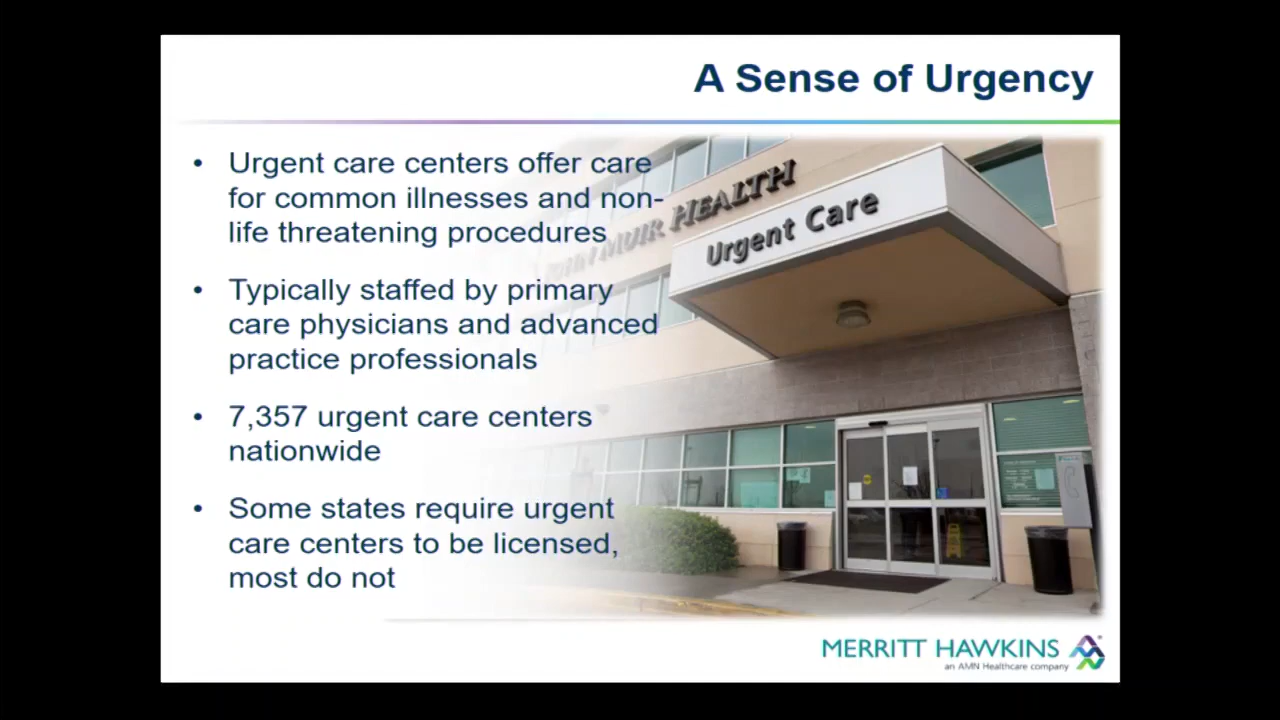 A Sense of Urgency
• Urgent care centers offer care
for common illnesses and non-
life threatening procedures
• Typically staffed by primary
care physicians and advanced
practice professionals
• 7,357 urgent care centers
nationwide
• Some states require urgent
care centers to be licensed,
most do not
JOHN MUIR HEALTH
Urgent Care
MERRITT HAWKINS
an AMN Healthcare company